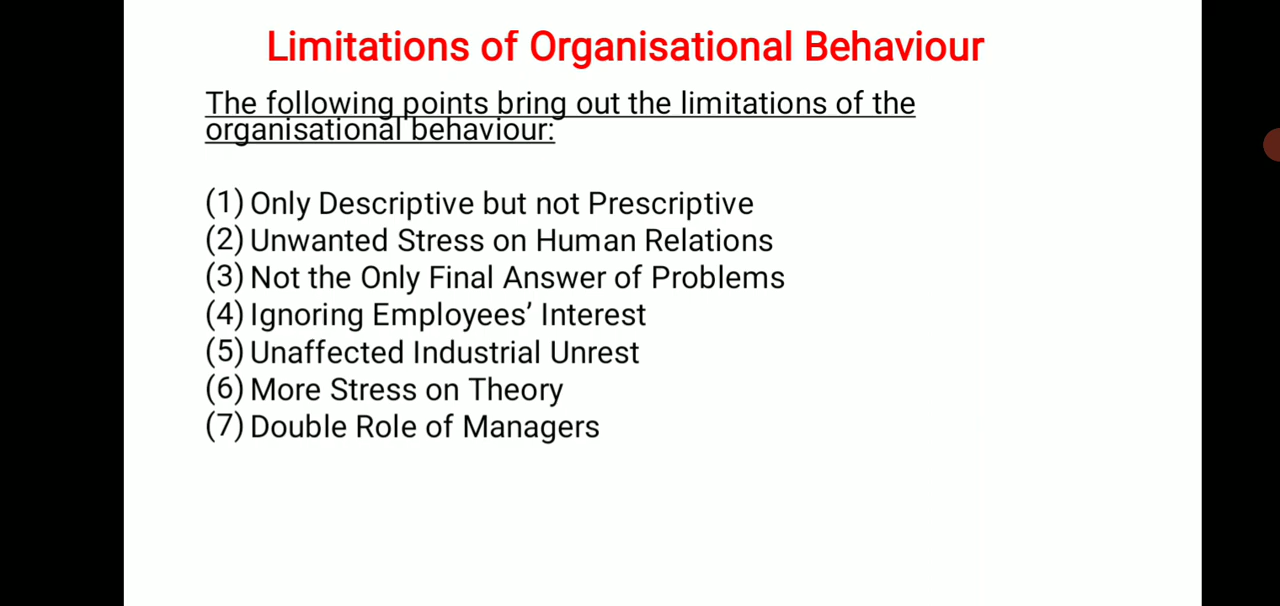 Limitations of Organisational Behaviour
The following points bring out the limitations of the
organisational behaviour:
(1) Only Descriptive but not Prescriptive
(2) Unwanted Stress on Human Relations
(3) Not the Only Final Answer of Problems
(4) Ignoring Employees’ Interest
(5) Unaffected Industrial Unrest
(6) More Stress on Theory
(7) Double Role of Managers